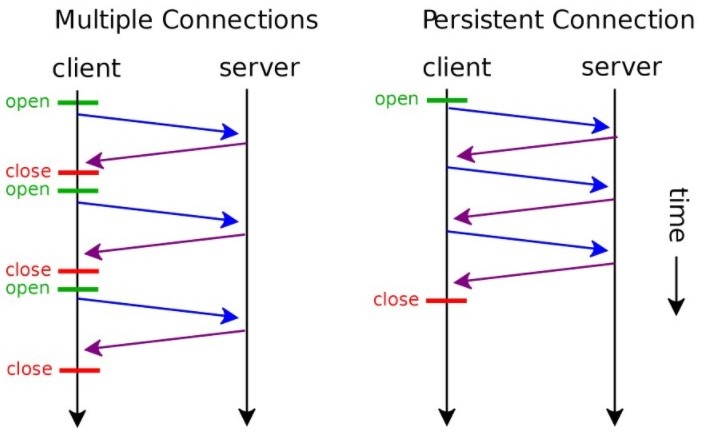 Multiple Connections
client server
open
close
open
close
open
close
Persistent Connection
client server
open
close
time